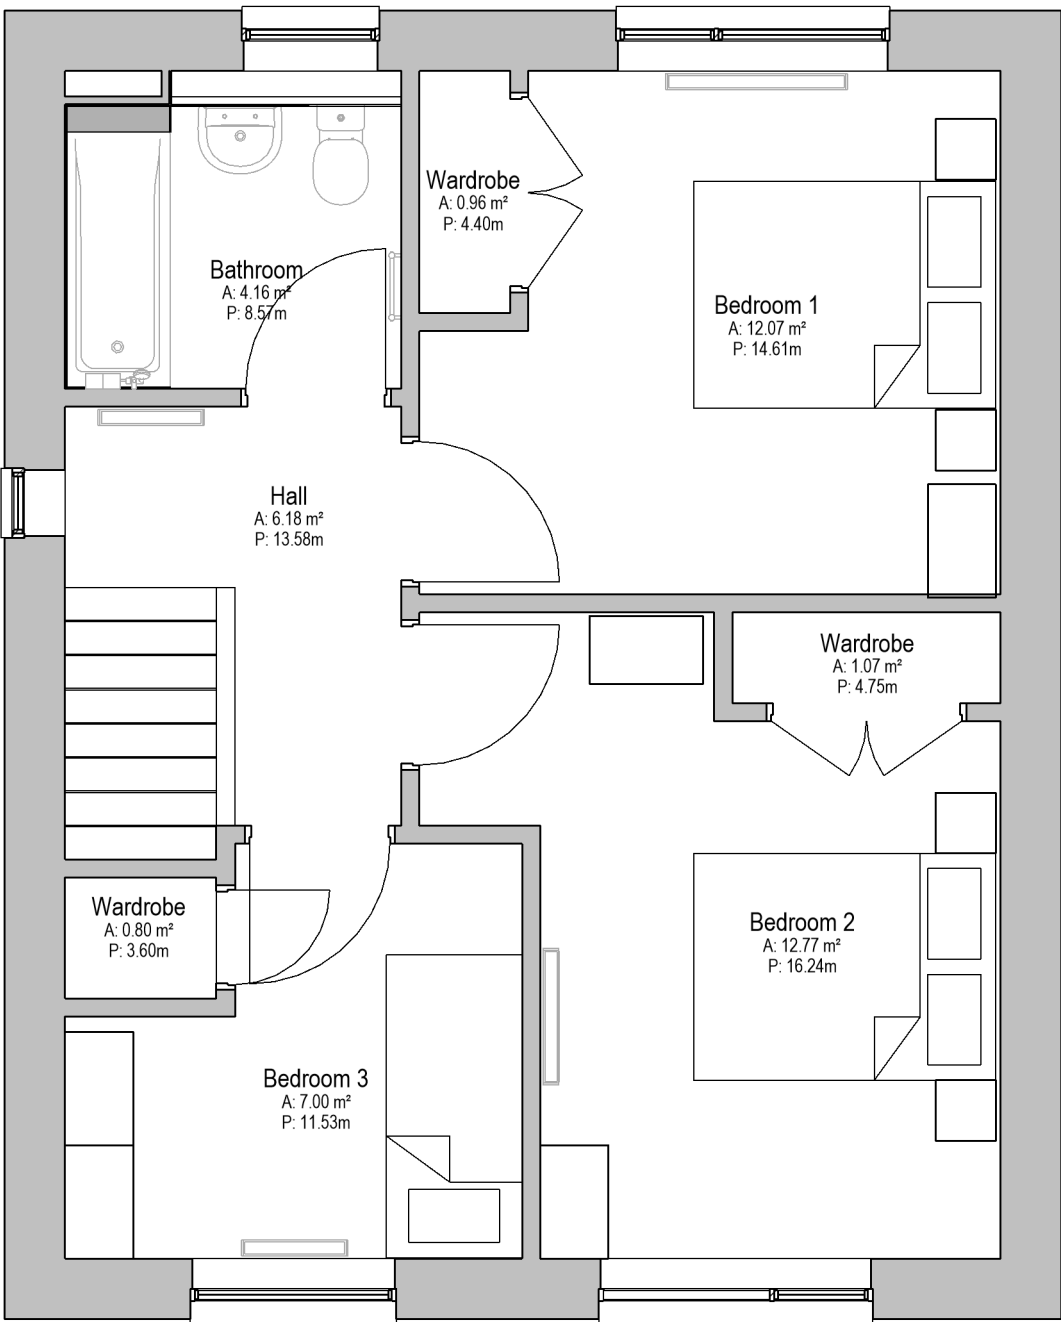 Wardrobe
A: 0.96 m²
P: 4.40m
Bathroom
A: 4.16 m²
P: 8.57m
Bedroom 1
A: 12.07 m²
P: 14.61m
Hall
A: 6.18 m²
P: 13.58m
Wardrobe
A: 1.07 m²
P: 4.75m
Wardrobe
A: 0.80 m²
P: 3.60m
Bedroom 2
A: 12.77 m²
P: 16.24m
Bedroom 3
A: 7.00 m²
P: 11.53m